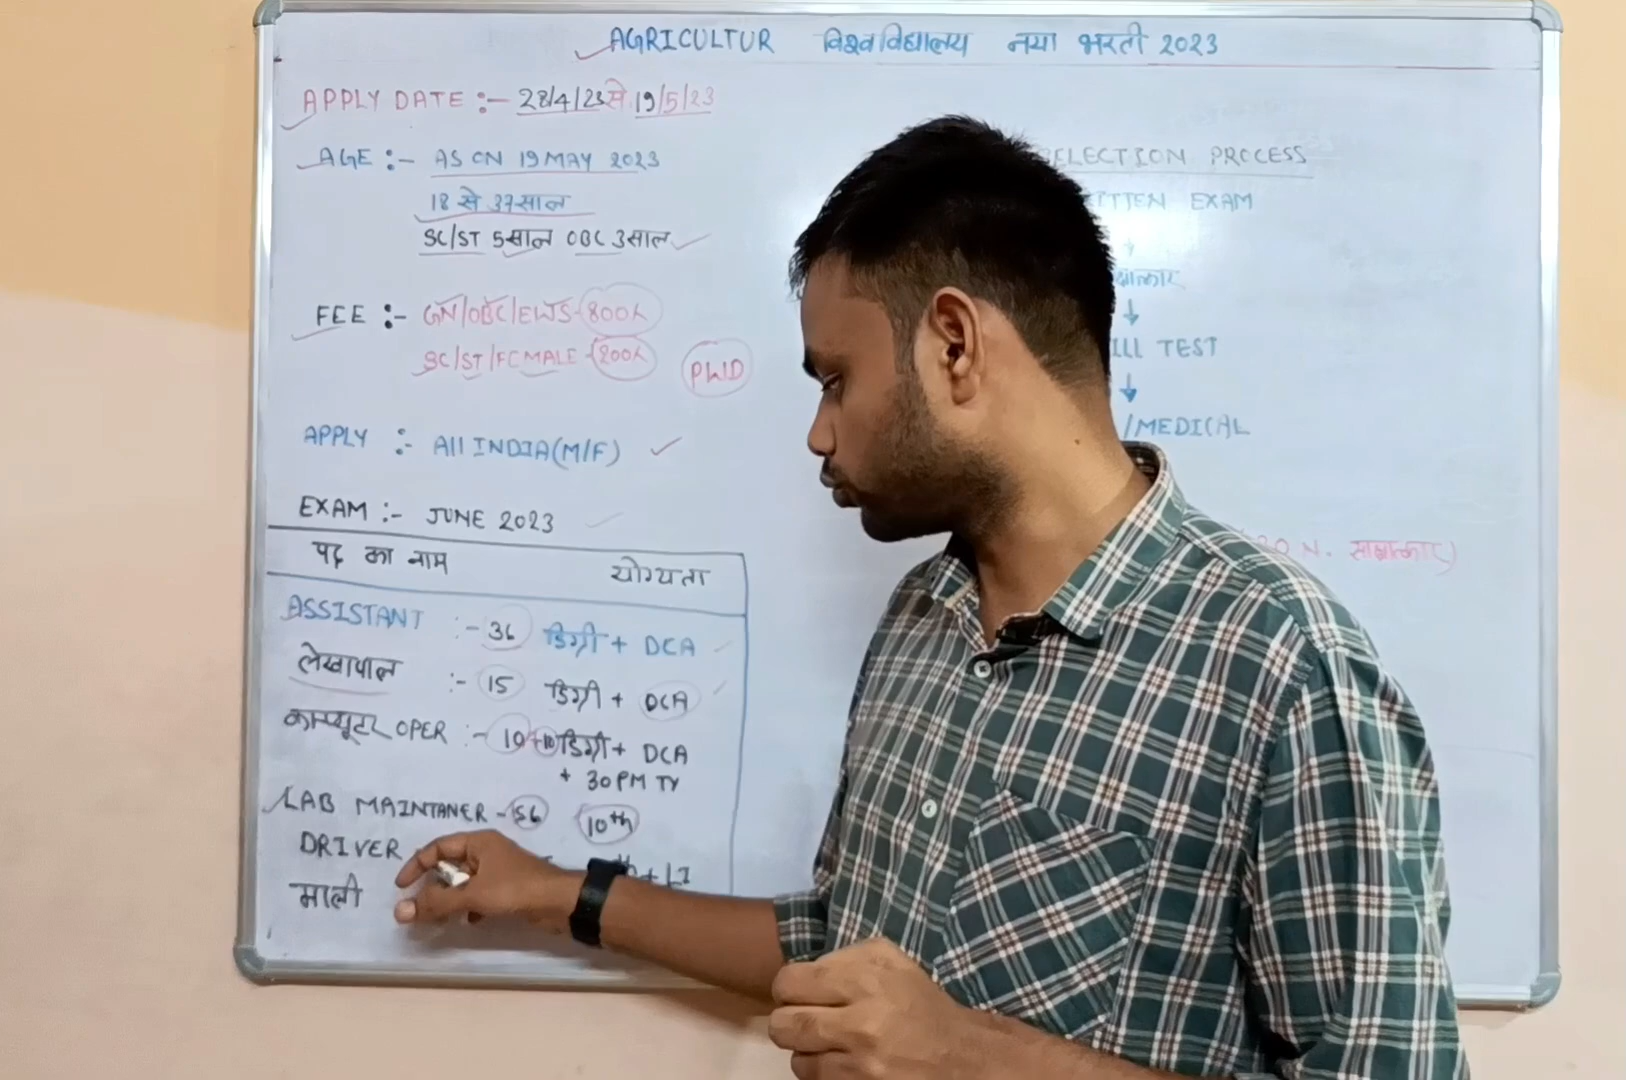 AGRICULTUR विश्वविद्यालय नया भरती 2023
APPLY DATE :- 28/4/23 से 19/5/23
AGE :- AS ON 19 MAY 2023
18 से 37 साल
SC/ST 5 साल OBC 3 साल
FEE :- GN/OBC/EWS-800/-
SC/ST/FEMALE-200/- PWD
APPLY :- All INDIA(M/F)
EXAM :- JUNE 2023
पद का नाम योग्यता
ASSISTANT :- 36 डिग्री + DCA
लेखापाल :- 15 डिग्री + DCA
OPER :- 10+10 डिग्री + DCA
+ 30 PM TY
LAB MAINTANER - 56 10th
DRIVER
माली
SELECTION PROCESS
EXAM
TEST
/MEDICAL
N. साक्षात्कार)